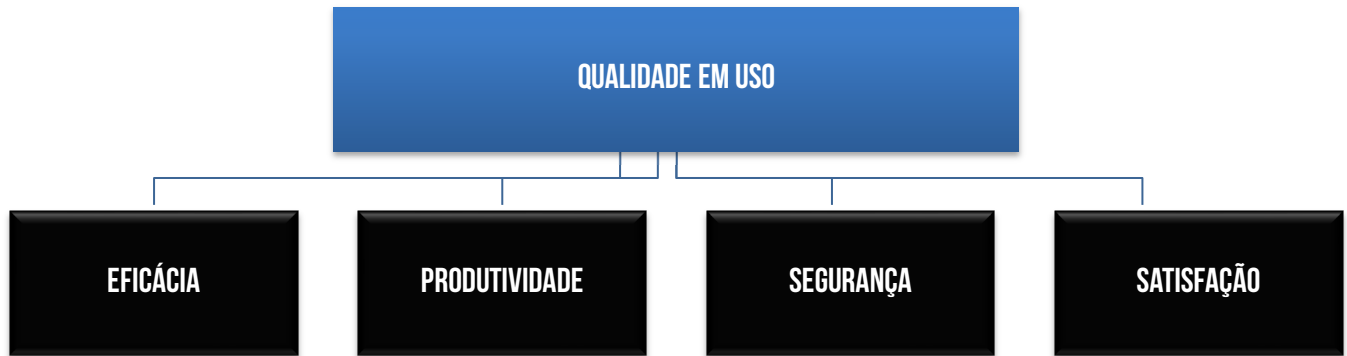 QUALIDADE EM USO
EFICÁCIA
PRODUTIVIDADE
SEGURANÇA
SATISFAÇÃO